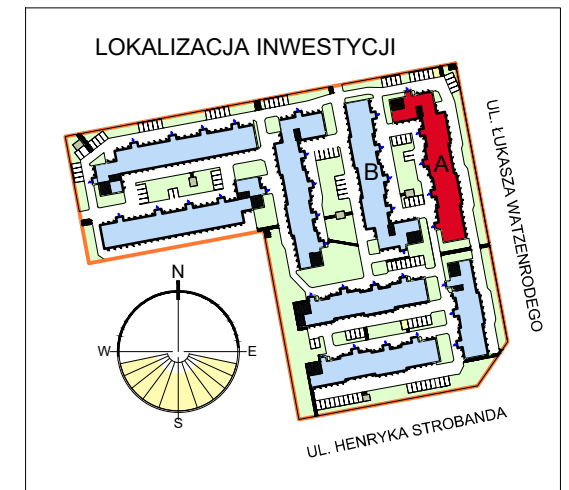 LOKALIZACJA INWESTYCJI
A
B
UL. ŁUKASZA WATZENRODEGO
N
W
E
S
UL. HENRYKA STROBANDA